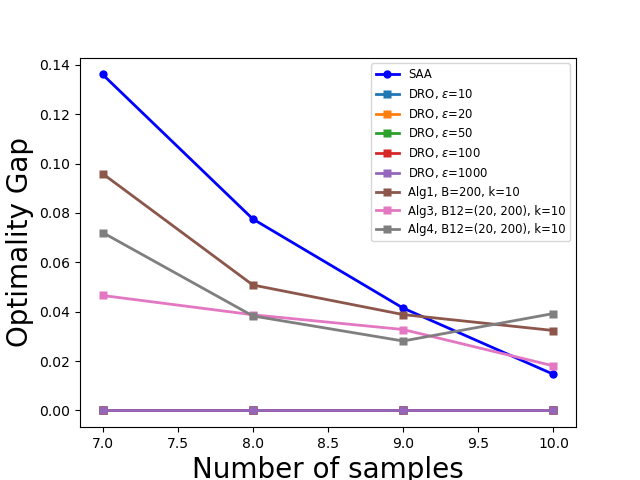 0.14
0.12
0.10
0.08
0.06
0.04
0.02
0.00
Optimality Gap
SAA
DRO, ε=10
DRO, ε=20
DRO, ε=50
DRO, ε=100
DRO, ε=1000
Alg1, B=200, k=10
Alg3, B12=(20, 200), k=10
Alg4, B12=(20, 200), k=10
7.0 7.5 8.0 8.5 9.0 9.5 10.0
Number of samples